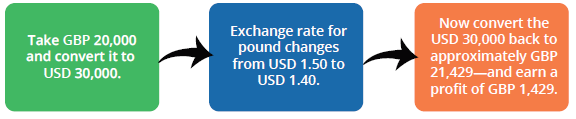 Take GBP 20,000
and convert it to
USD 30,000.
Exchange rate for
pound changes
from USD 1.50 to
USD 1.40.
Now convert the
USD 30,000 back to
approximately GBP
21,429—and earn a
profit of GBP 1,429.